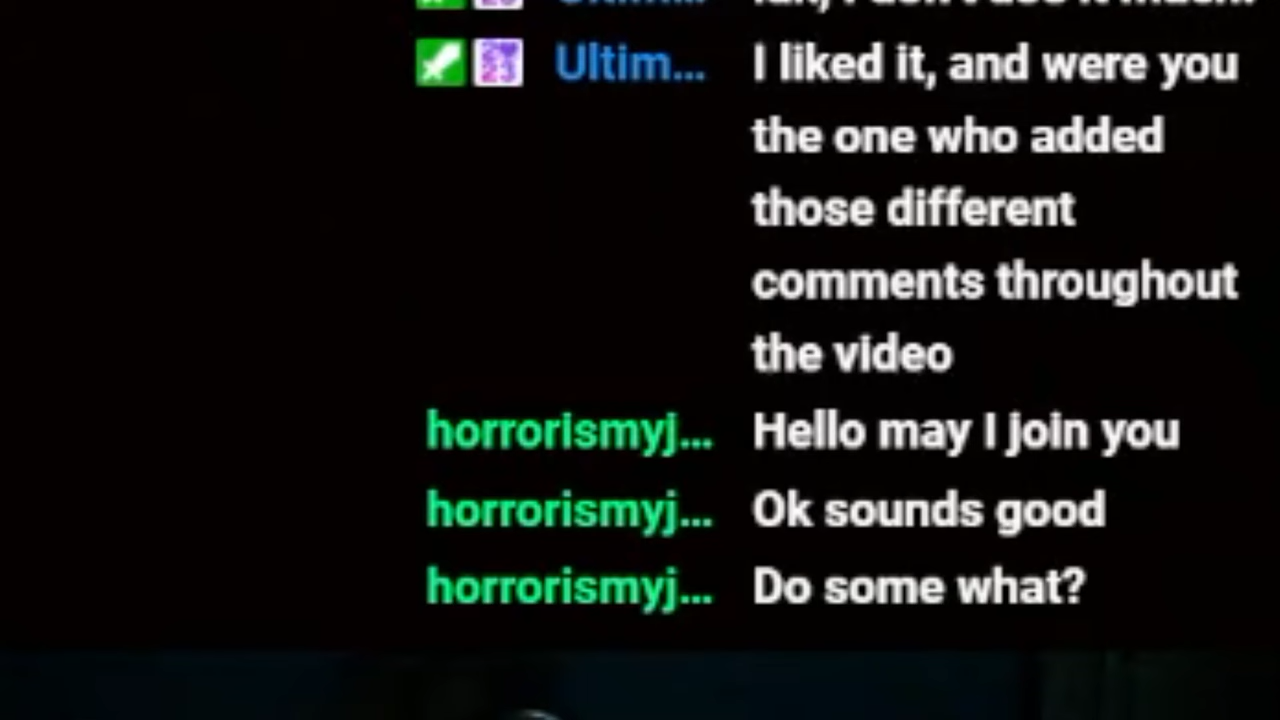 Ultim... I liked it, and were you
the one who added
those different
comments throughout
the video
horrorismyj... Hello may I join you
horrorismyj... Ok sounds good
horrorismyj... Do some what?